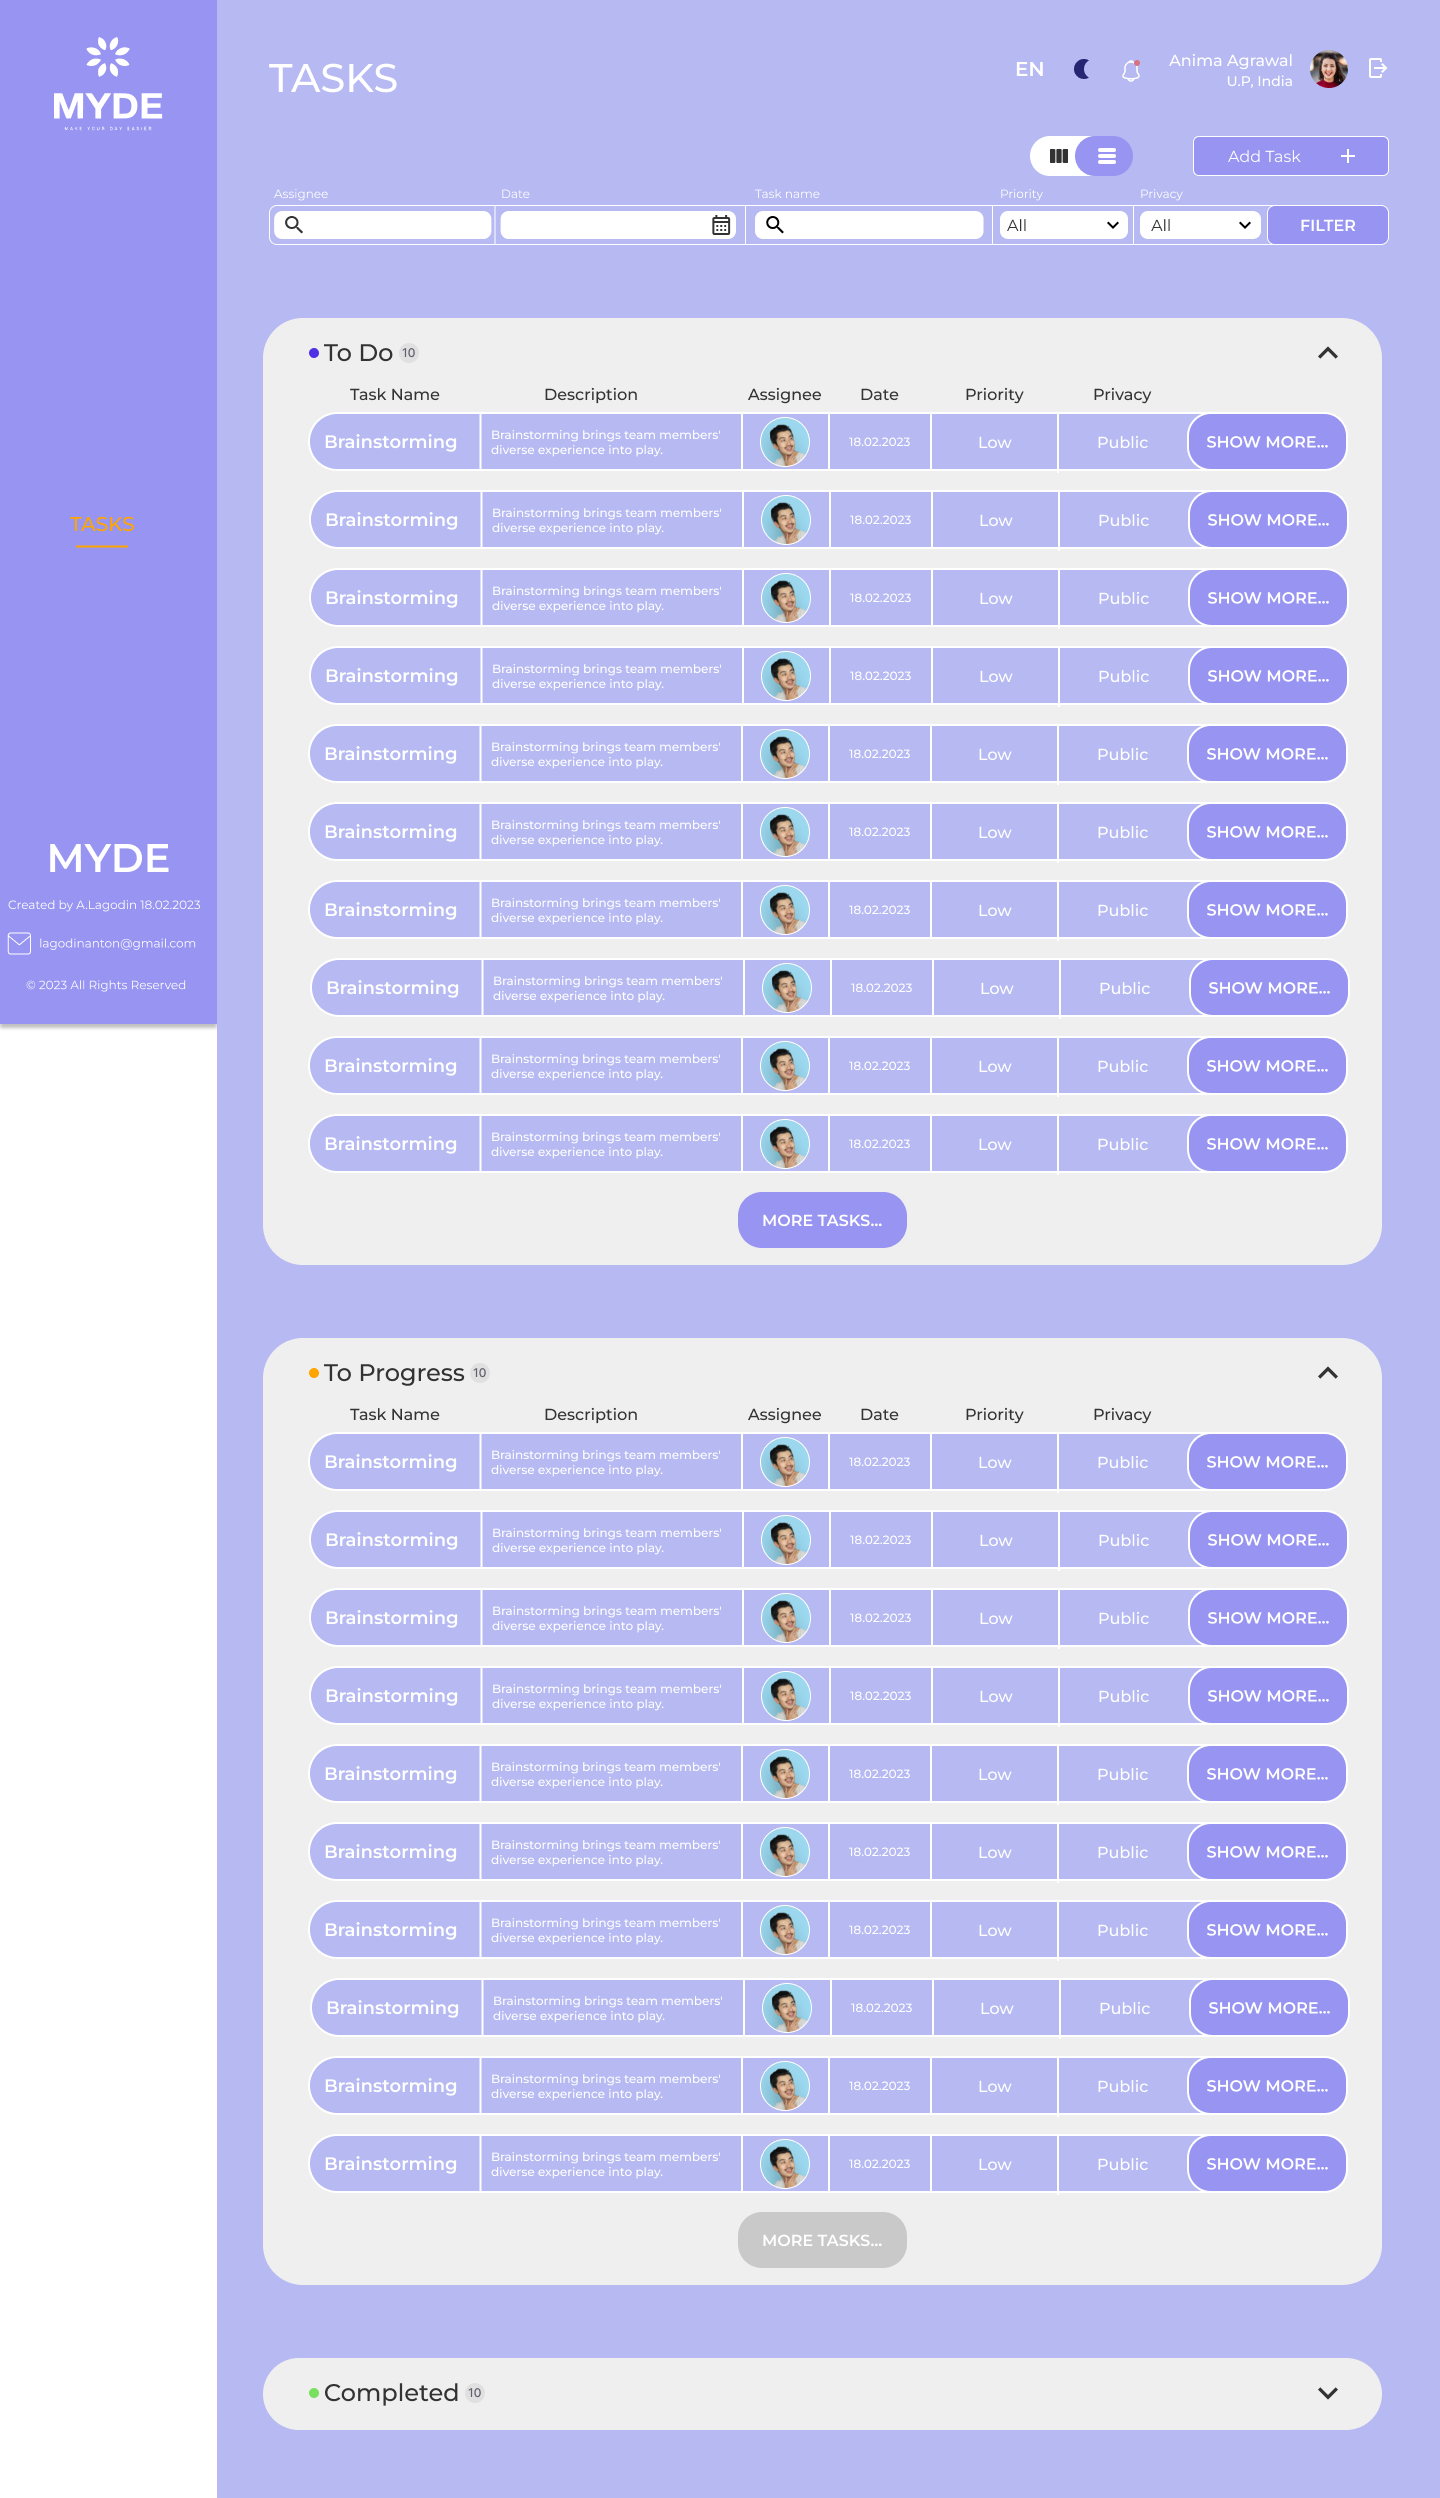 MYDE
MAKE YOUR DAY EASIER
TASKS
MYDE
Created by A.Lagodin 18.02.2023
lagodinanton@gmail.com
© 2023 All Rights Reserved
TASKS
EN
Anima Agrawal
U.P, India
Add Task
Assignee Date Task name Priority Privacy
All All FILTER
To Do 10
Task Name Description Assignee Date Priority Privacy
Brainstorming Brainstorming brings team members' 18.02.2023 Low Public SHOW MORE...
diverse experience into play.
Brainstorming Brainstorming brings team members' 18.02.2023 Low Public SHOW MORE...
diverse experience into play.
Brainstorming Brainstorming brings team members' 18.02.2023 Low Public SHOW MORE...
diverse experience into play.
Brainstorming Brainstorming brings team members' 18.02.2023 Low Public SHOW MORE...
diverse experience into play.
Brainstorming Brainstorming brings team members' 18.02.2023 Low Public SHOW MORE...
diverse experience into play.
Brainstorming Brainstorming brings team members' 18.02.2023 Low Public SHOW MORE...
diverse experience into play.
Brainstorming Brainstorming brings team members' 18.02.2023 Low Public SHOW MORE...
diverse experience into play.
Brainstorming Brainstorming brings team members' 18.02.2023 Low Public SHOW MORE...
diverse experience into play.
Brainstorming Brainstorming brings team members' 18.02.2023 Low Public SHOW MORE...
diverse experience into play.
Brainstorming Brainstorming brings team members' 18.02.2023 Low Public SHOW MORE...
diverse experience into play.
MORE TASKS...
To Progress 10
Task Name Description Assignee Date Priority Privacy
Brainstorming Brainstorming brings team members' 18.02.2023 Low Public SHOW MORE...
diverse experience into play.
Brainstorming Brainstorming brings team members' 18.02.2023 Low Public SHOW MORE...
diverse experience into play.
Brainstorming Brainstorming brings team members' 18.02.2023 Low Public SHOW MORE...
diverse experience into play.
Brainstorming Brainstorming brings team members' 18.02.2023 Low Public SHOW MORE...
diverse experience into play.
Brainstorming Brainstorming brings team members' 18.02.2023 Low Public SHOW MORE...
diverse experience into play.
Brainstorming Brainstorming brings team members' 18.02.2023 Low Public SHOW MORE...
diverse experience into play.
Brainstorming Brainstorming brings team members' 18.02.2023 Low Public SHOW MORE...
diverse experience into play.
Brainstorming Brainstorming brings team members' 18.02.2023 Low Public SHOW MORE...
diverse experience into play.
Brainstorming Brainstorming brings team members' 18.02.2023 Low Public SHOW MORE...
diverse experience into play.
Brainstorming Brainstorming brings team members' 18.02.2023 Low Public SHOW MORE...
diverse experience into play.
MORE TASKS...
Completed 10